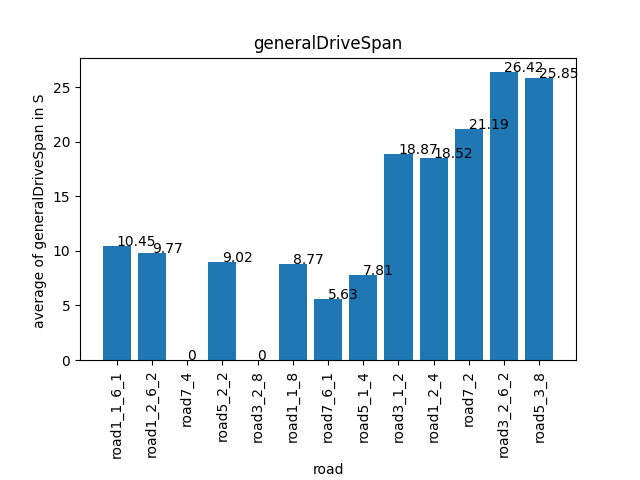 generalDriveSpan
average of generalDriveSpan in S
25
20
15
10
5
0
10.45
9.77
0
9.02
0
8.77
5.63
7.81
18.87
18.52
21.19
26.42
25.85
road1_1_6_1
road1_2_6_2
road7_4
road5_2_2
road3_2_8
road1_1_8
road7_6_1
road5_1_4
road3_1_2
road1_2_4
road7_2
road3_2_6_2
road5_3_8
road